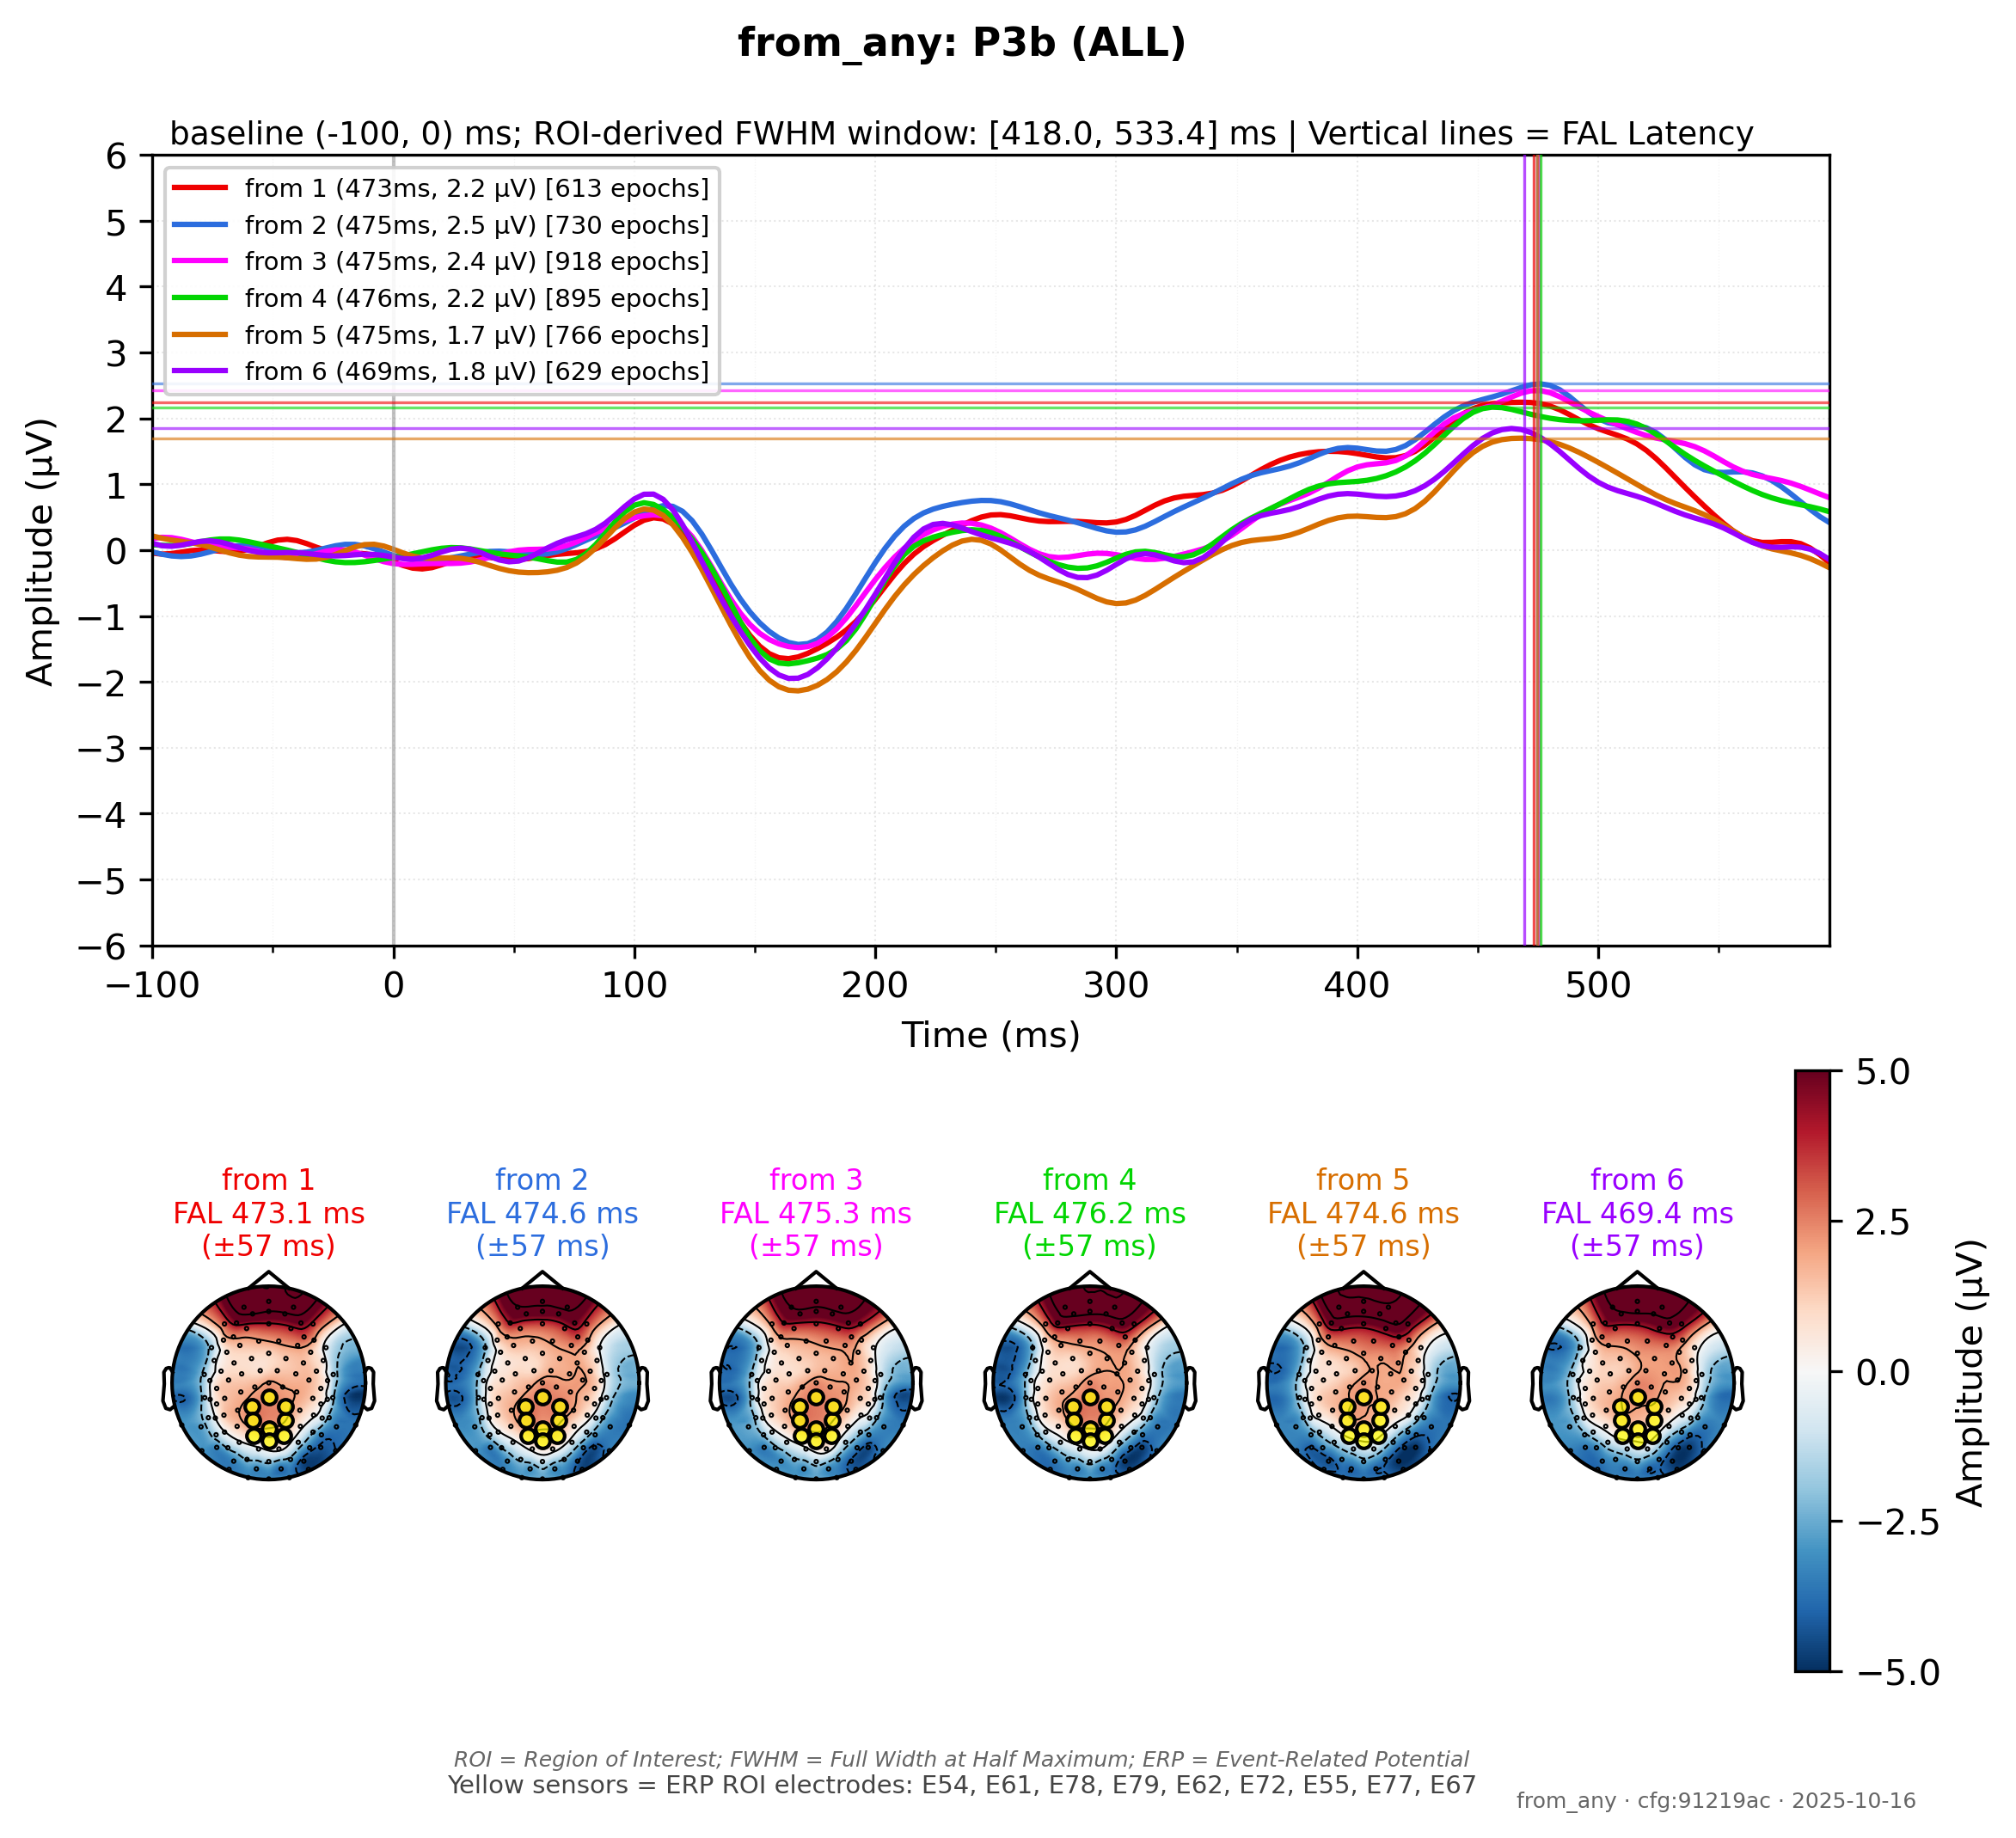 from_any: P3b (ALL)
baseline (-100, 0) ms; ROI-derived FWHM window: [418.0, 533.4] ms | Vertical lines = FAL Latency
from 1 (473ms, 2.2 µV) [613 epochs]
from 2 (475ms, 2.5 µV) [730 epochs]
from 3 (475ms, 2.4 µV) [918 epochs]
from 4 (476ms, 2.2 µV) [895 epochs]
from 5 (475ms, 1.7 µV) [766 epochs]
from 6 (469ms, 1.8 µV) [629 epochs]
6
5
4
3
2
1
0
−1
−2
−3
−4
−5
−6
Amplitude (µV)
−100 0 100 200 300 400 500
Time (ms)
from 1
FAL 473.1 ms
(±57 ms)
from 2
FAL 474.6 ms
(±57 ms)
from 3
FAL 475.3 ms
(±57 ms)
from 4
FAL 476.2 ms
(±57 ms)
from 5
FAL 474.6 ms
(±57 ms)
from 6
FAL 469.4 ms
(±57 ms)
5.0
2.5
0.0
−2.5
−5.0
Amplitude (µV)
ROI = Region of Interest; FWHM = Full Width at Half Maximum; ERP = Event-Related Potential
Yellow sensors = ERP ROI electrodes: E54, E61, E78, E79, E62, E72, E55, E77, E67
from_any · cfg:91219ac · 2025-10-16